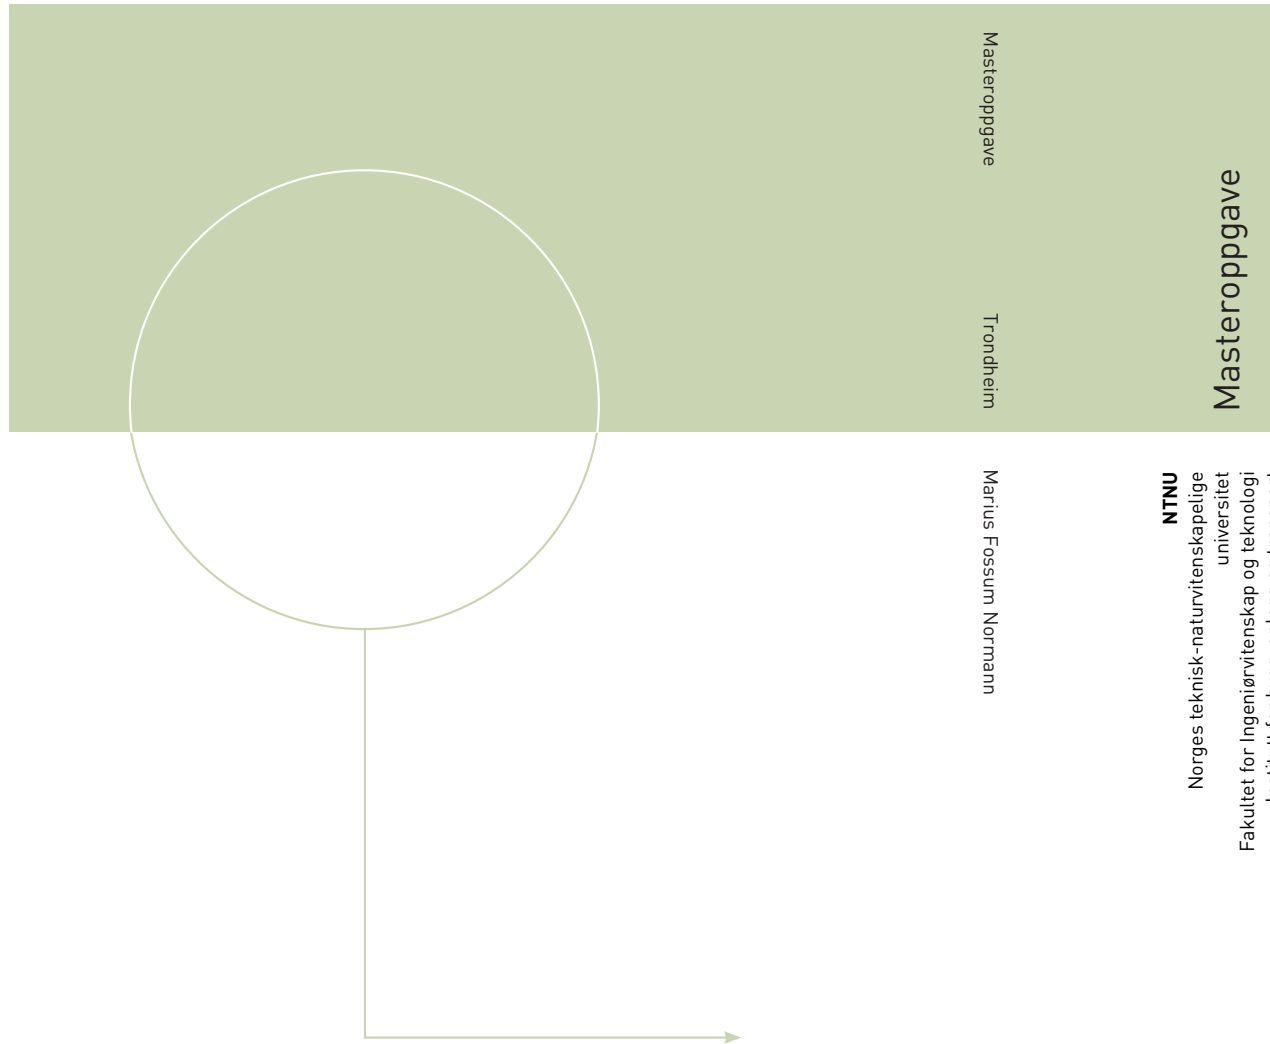 Masteroppgave
Trondheim
Marius Fossum Normann
Masteroppgave
NTNU
Norges teknisk-naturvitenskapelige
universitet
Fakultet for Ingeniørvitenskap og teknologi